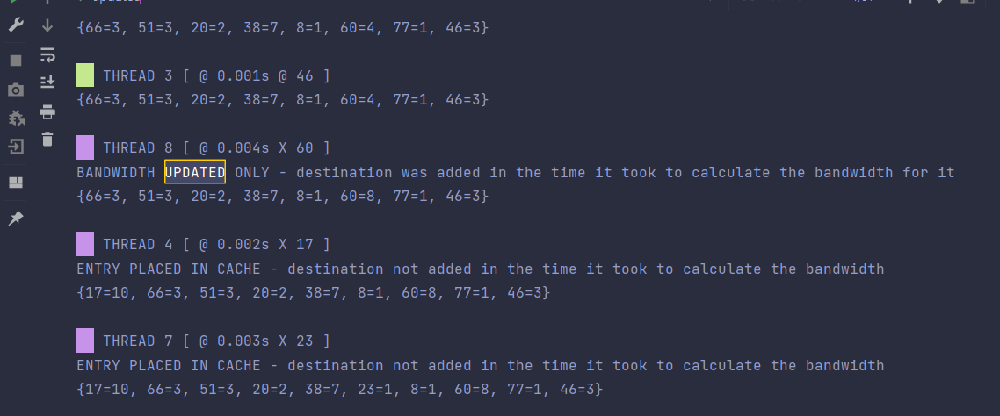 {66=3, 51=3, 20=2, 38=7, 8=1, 60=4, 77=1, 46=3}
THREAD 3 [ @ 0.001s @ 46 ]
{66=3, 51=3, 20=2, 38=7, 8=1, 60=4, 77=1, 46=3}
THREAD 8 [ @ 0.004s X 60 ]
BANDWIDTH UPDATED ONLY - destination was added in the time it took to calculate the bandwidth for it
{66=3, 51=3, 20=2, 38=7, 8=1, 60=8, 77=1, 46=3}
THREAD 4 [ @ 0.002s X 17 ]
ENTRY PLACED IN CACHE - destination not added in the time it took to calculate the bandwidth
{17=10, 66=3, 51=3, 20=2, 38=7, 8=1, 60=8, 77=1, 46=3}
THREAD 7 [ @ 0.003s X 23 ]
ENTRY PLACED IN CACHE - destination not added in the time it took to calculate the bandwidth
{17=10, 66=3, 51=3, 20=2, 38=7, 23=1, 8=1, 60=8, 77=1, 46=3}